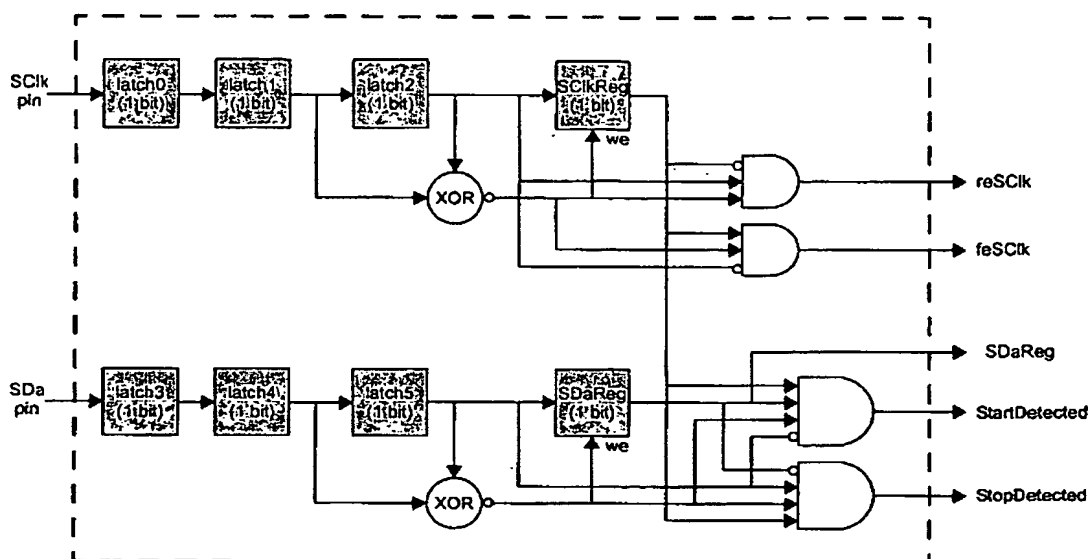 SClk
pin
latch0
(1 bit)
latch1
(1 bit)
latch2
(1 bit)
SClkReg
(1 bit)
we
XOR
reSClk
feSClk
SDa
pin
latch3
(1 bit)
latch4
(1 bit)
latch5
(1 bit)
SDaReg
(1 bit)
we
XOR
SDaReg
StartDetected
StopDetected